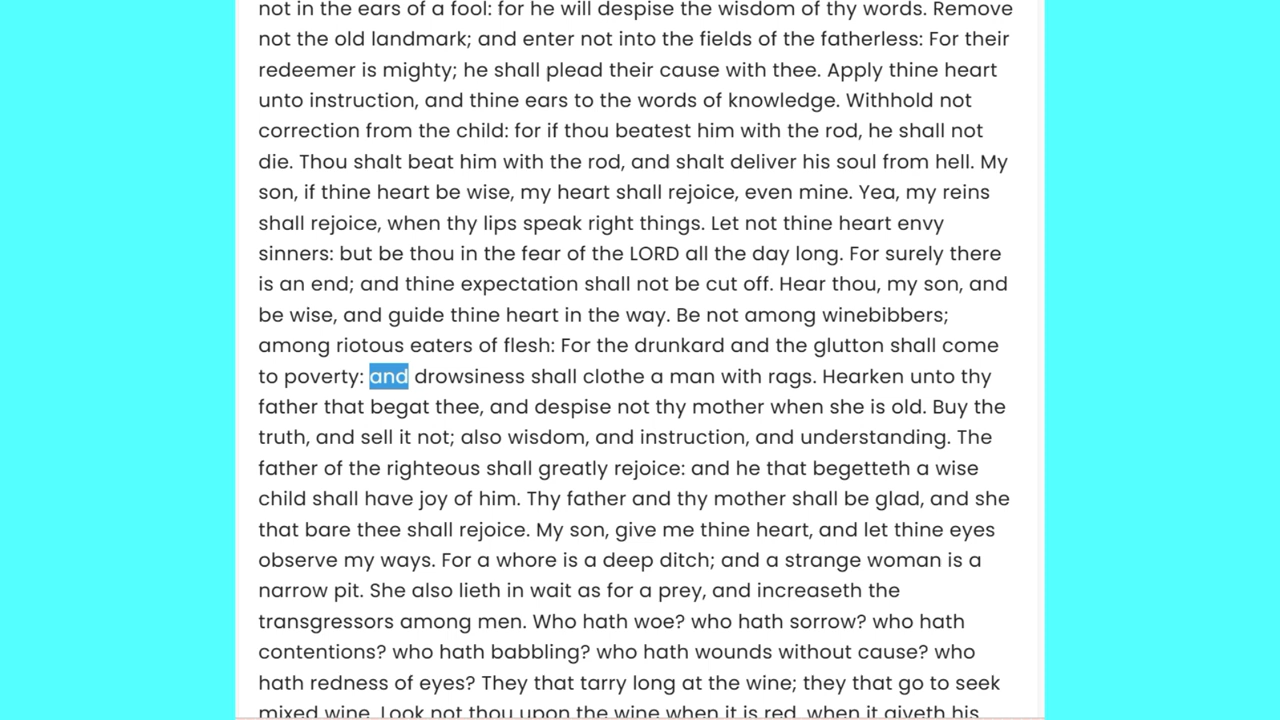 not in the ears of a fool: for he will despise the wisdom of thy words. Remove
not the old landmark; and enter not into the fields of the fatherless: For their
redeemer is mighty; he shall plead their cause with thee. Apply thine heart
unto instruction, and thine ears to the words of knowledge. Withhold not
correction from the child: for if thou beatest him with the rod, he shall not
die. Thou shalt beat him with the rod, and shalt deliver his soul from hell. My
son, if thine heart be wise, my heart shall rejoice, even mine. Yea, my reins
shall rejoice, when thy lips speak right things. Let not thine heart envy
sinners: but be thou in the fear of the LORD all the day long. For surely there
is an end; and thine expectation shall not be cut off. Hear thou, my son, and
be wise, and guide thine heart in the way. Be not among winebibbers;
among riotous eaters of flesh: For the drunkard and the glutton shall come
to poverty: and drowsiness shall clothe a man with rags. Hearken unto thy
father that begat thee, and despise not thy mother when she is old. Buy the
truth, and sell it not; also wisdom, and instruction, and understanding. The
father of the righteous shall greatly rejoice: and he that begetteth a wise
child shall have joy of him. Thy father and thy mother shall be glad, and she
that bare thee shall rejoice. My son, give me thine heart, and let thine eyes
observe my ways. For a whore is a deep ditch; and a strange woman is a
narrow pit. She also lieth in wait as for a prey, and increaseth the
transgressors among men. Who hath woe? who hath sorrow? who hath
contentions? who hath babbling? who hath wounds without cause? who
hath redness of eyes? They that tarry long at the wine; they that go to seek
mixed wine. Look not thou upon the wine when it is red, when it giveth his